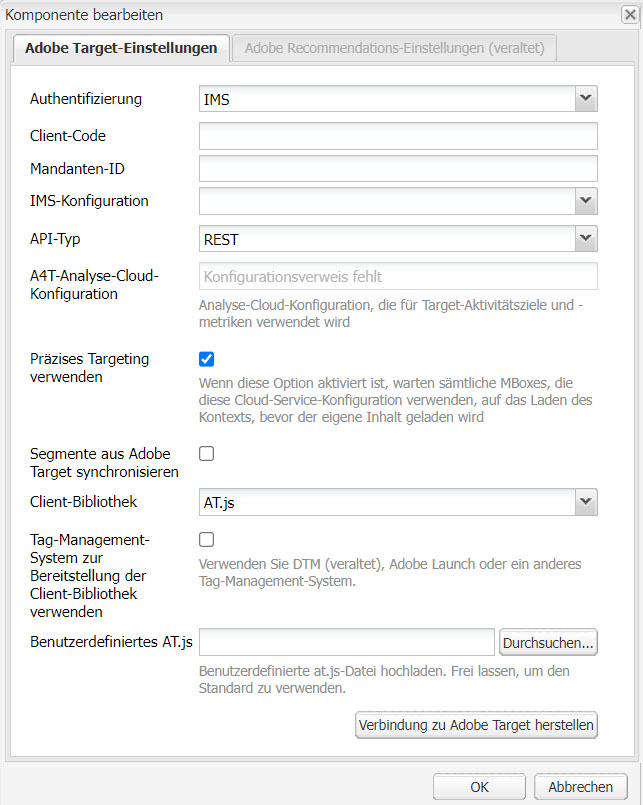 Komponente bearbeiten
Adobe Target-Einstellungen
Adobe Recommendations-Einstellungen (veraltet)
Authentifizierung
IMS
Client-Code
Mandanten-ID
IMS-Konfiguration
API-Typ
REST
A4T-Analyse-Cloud-
Konfiguration
Konfigurationsverweis fehlt
Analyse-Cloud-Konfiguration, die für Target-Aktivitätsziele und -
metriken verwendet wird
Präzises Targeting
verwenden
Wenn diese Option aktiviert ist, warten sämtliche MBoxes, die
diese Cloud-Service-Konfiguration verwenden, auf das Laden des
Kontexts, bevor der eigene Inhalt geladen wird
Segmente aus Adobe
Target synchronisieren
Client-Bibliothek
AT.js
Tag-Management-
System zur
Bereitstellung der
Client-Bibliothek
verwenden
Verwenden Sie DTM (veraltet), Adobe Launch oder ein anderes
Tag-Management-System.
Benutzerdefiniertes AT.js
Durchsuchen...
Benutzerdefinierte at.js-Datei hochladen. Frei lassen, um den
Standard zu verwenden.
Verbindung zu Adobe Target herstellen
OK
Abbrechen